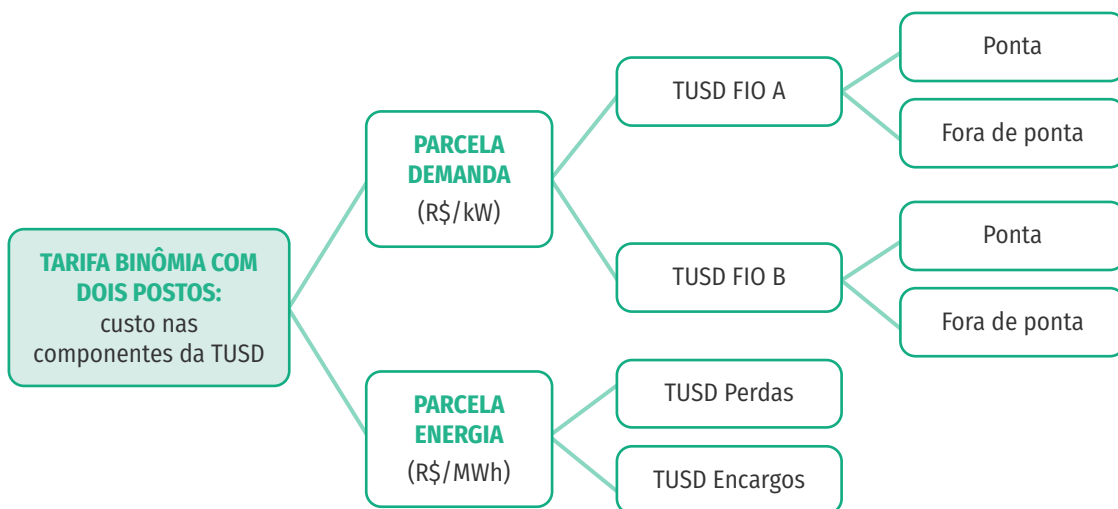 TARIFA BINÔMIA COM
DOIS POSTOS:
custo nas
componentes da TUSD
PARCELA
DEMANDA
(R$/kW)
TUSD FIO A
Ponta
Fora de ponta
TUSD FIO B
Ponta
Fora de ponta
PARCELA
ENERGIA
(R$/MWh)
TUSD Perdas
TUSD Encargos